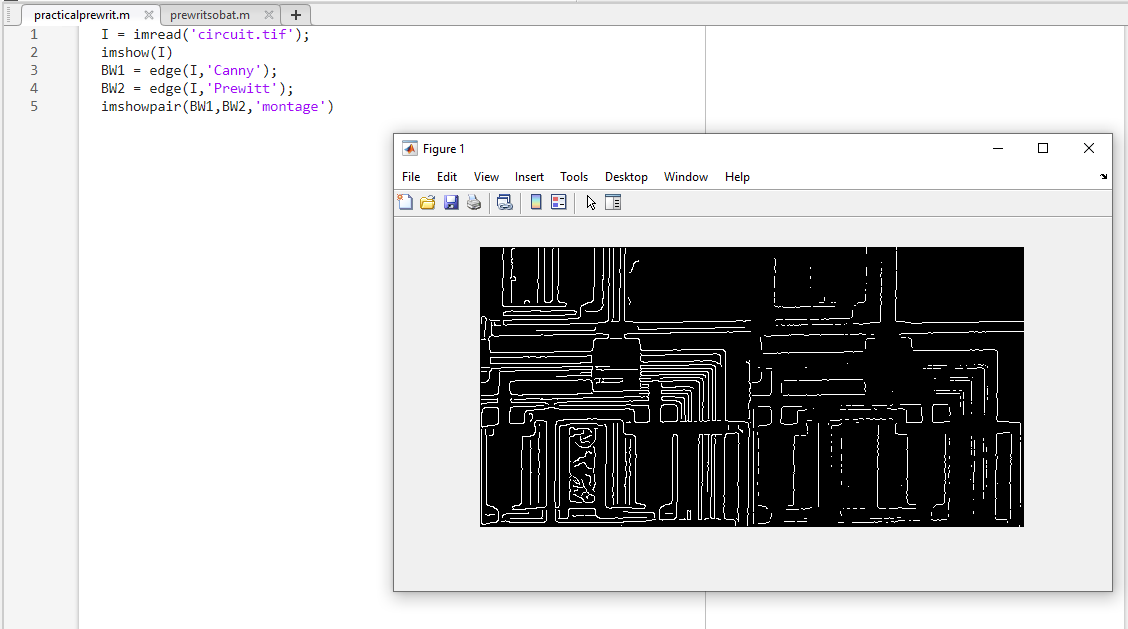 practicalprewrit.m
prewritsobat.m
1 I = imread('circuit.tif');
2 imshow(I)
3 BW1 = edge(I,'Canny');
4 BW2 = edge(I,'Prewitt');
5 imshowpair(BW1,BW2,'montage')
Figure 1
File Edit View Insert Tools Desktop Window Help